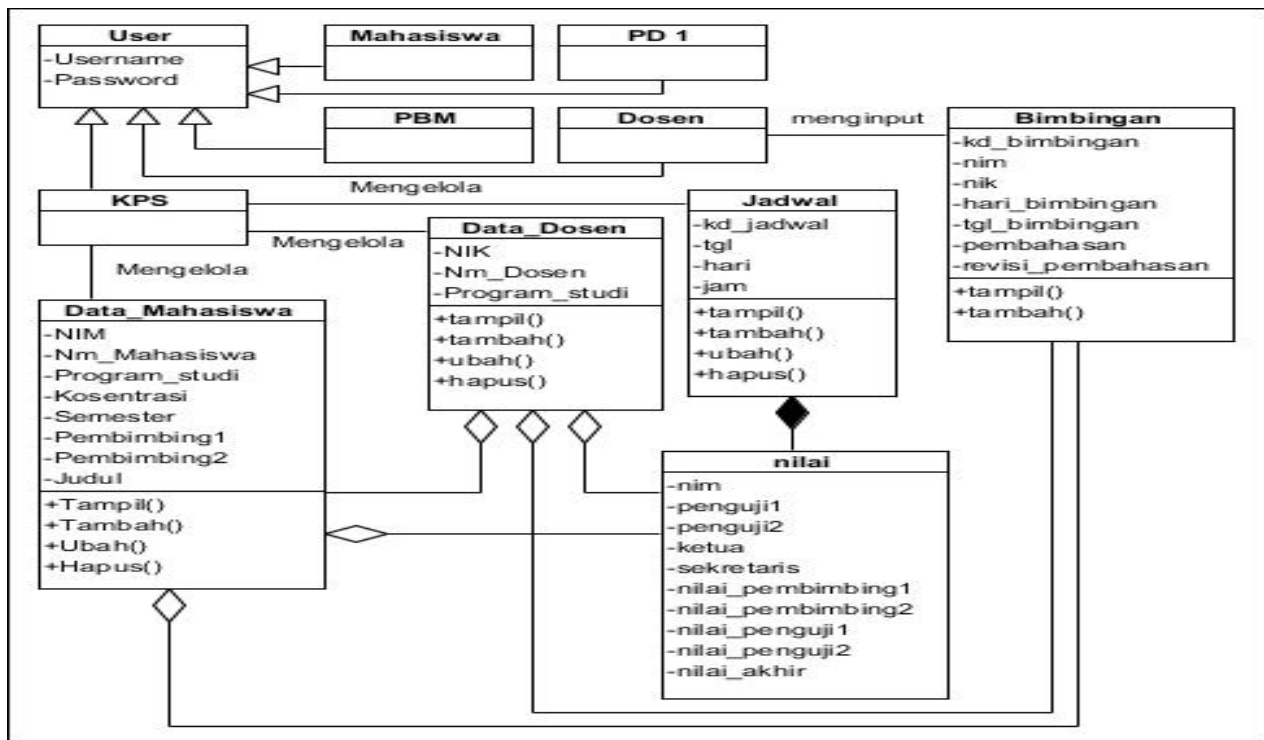 User
-Username
-Password
Mahasiswa
PD 1
PBM
Dosen
menginput
Bimbingan
-kd_bimbingan
-nim
-nik
-hari_bimbingan
-tgl_bimbingan
-pembahasan
-revisi_pembahasan
+tampil()
+tambah()
KPS
Mengelola
Mengelola
Mengelola
Jadwal
-kd_jadwal
-tgl
-hari
-jam
+tampil()
+tambah()
+ubah()
+hapus()
Data_Dosen
-NIK
-Nm_Dosen
-Program_studi
+tampil()
+tambah()
+ubah()
+hapus()
Data_Mahasiswa
-NIM
-Nm_Mahasiswa
-Program_studi
-Kosentrasi
-Semester
-Pembimbing1
-Pembimbing2
-Judul
+Tampil()
+Tambah()
+Ubah()
+Hapus()
nilai
-nim
-penguji1
-penguji2
-ketua
-sekretaris
-nilai_pembimbing1
-nilai_pembimbing2
-nilai_penguji1
-nilai_penguji2
-nilai_akhir